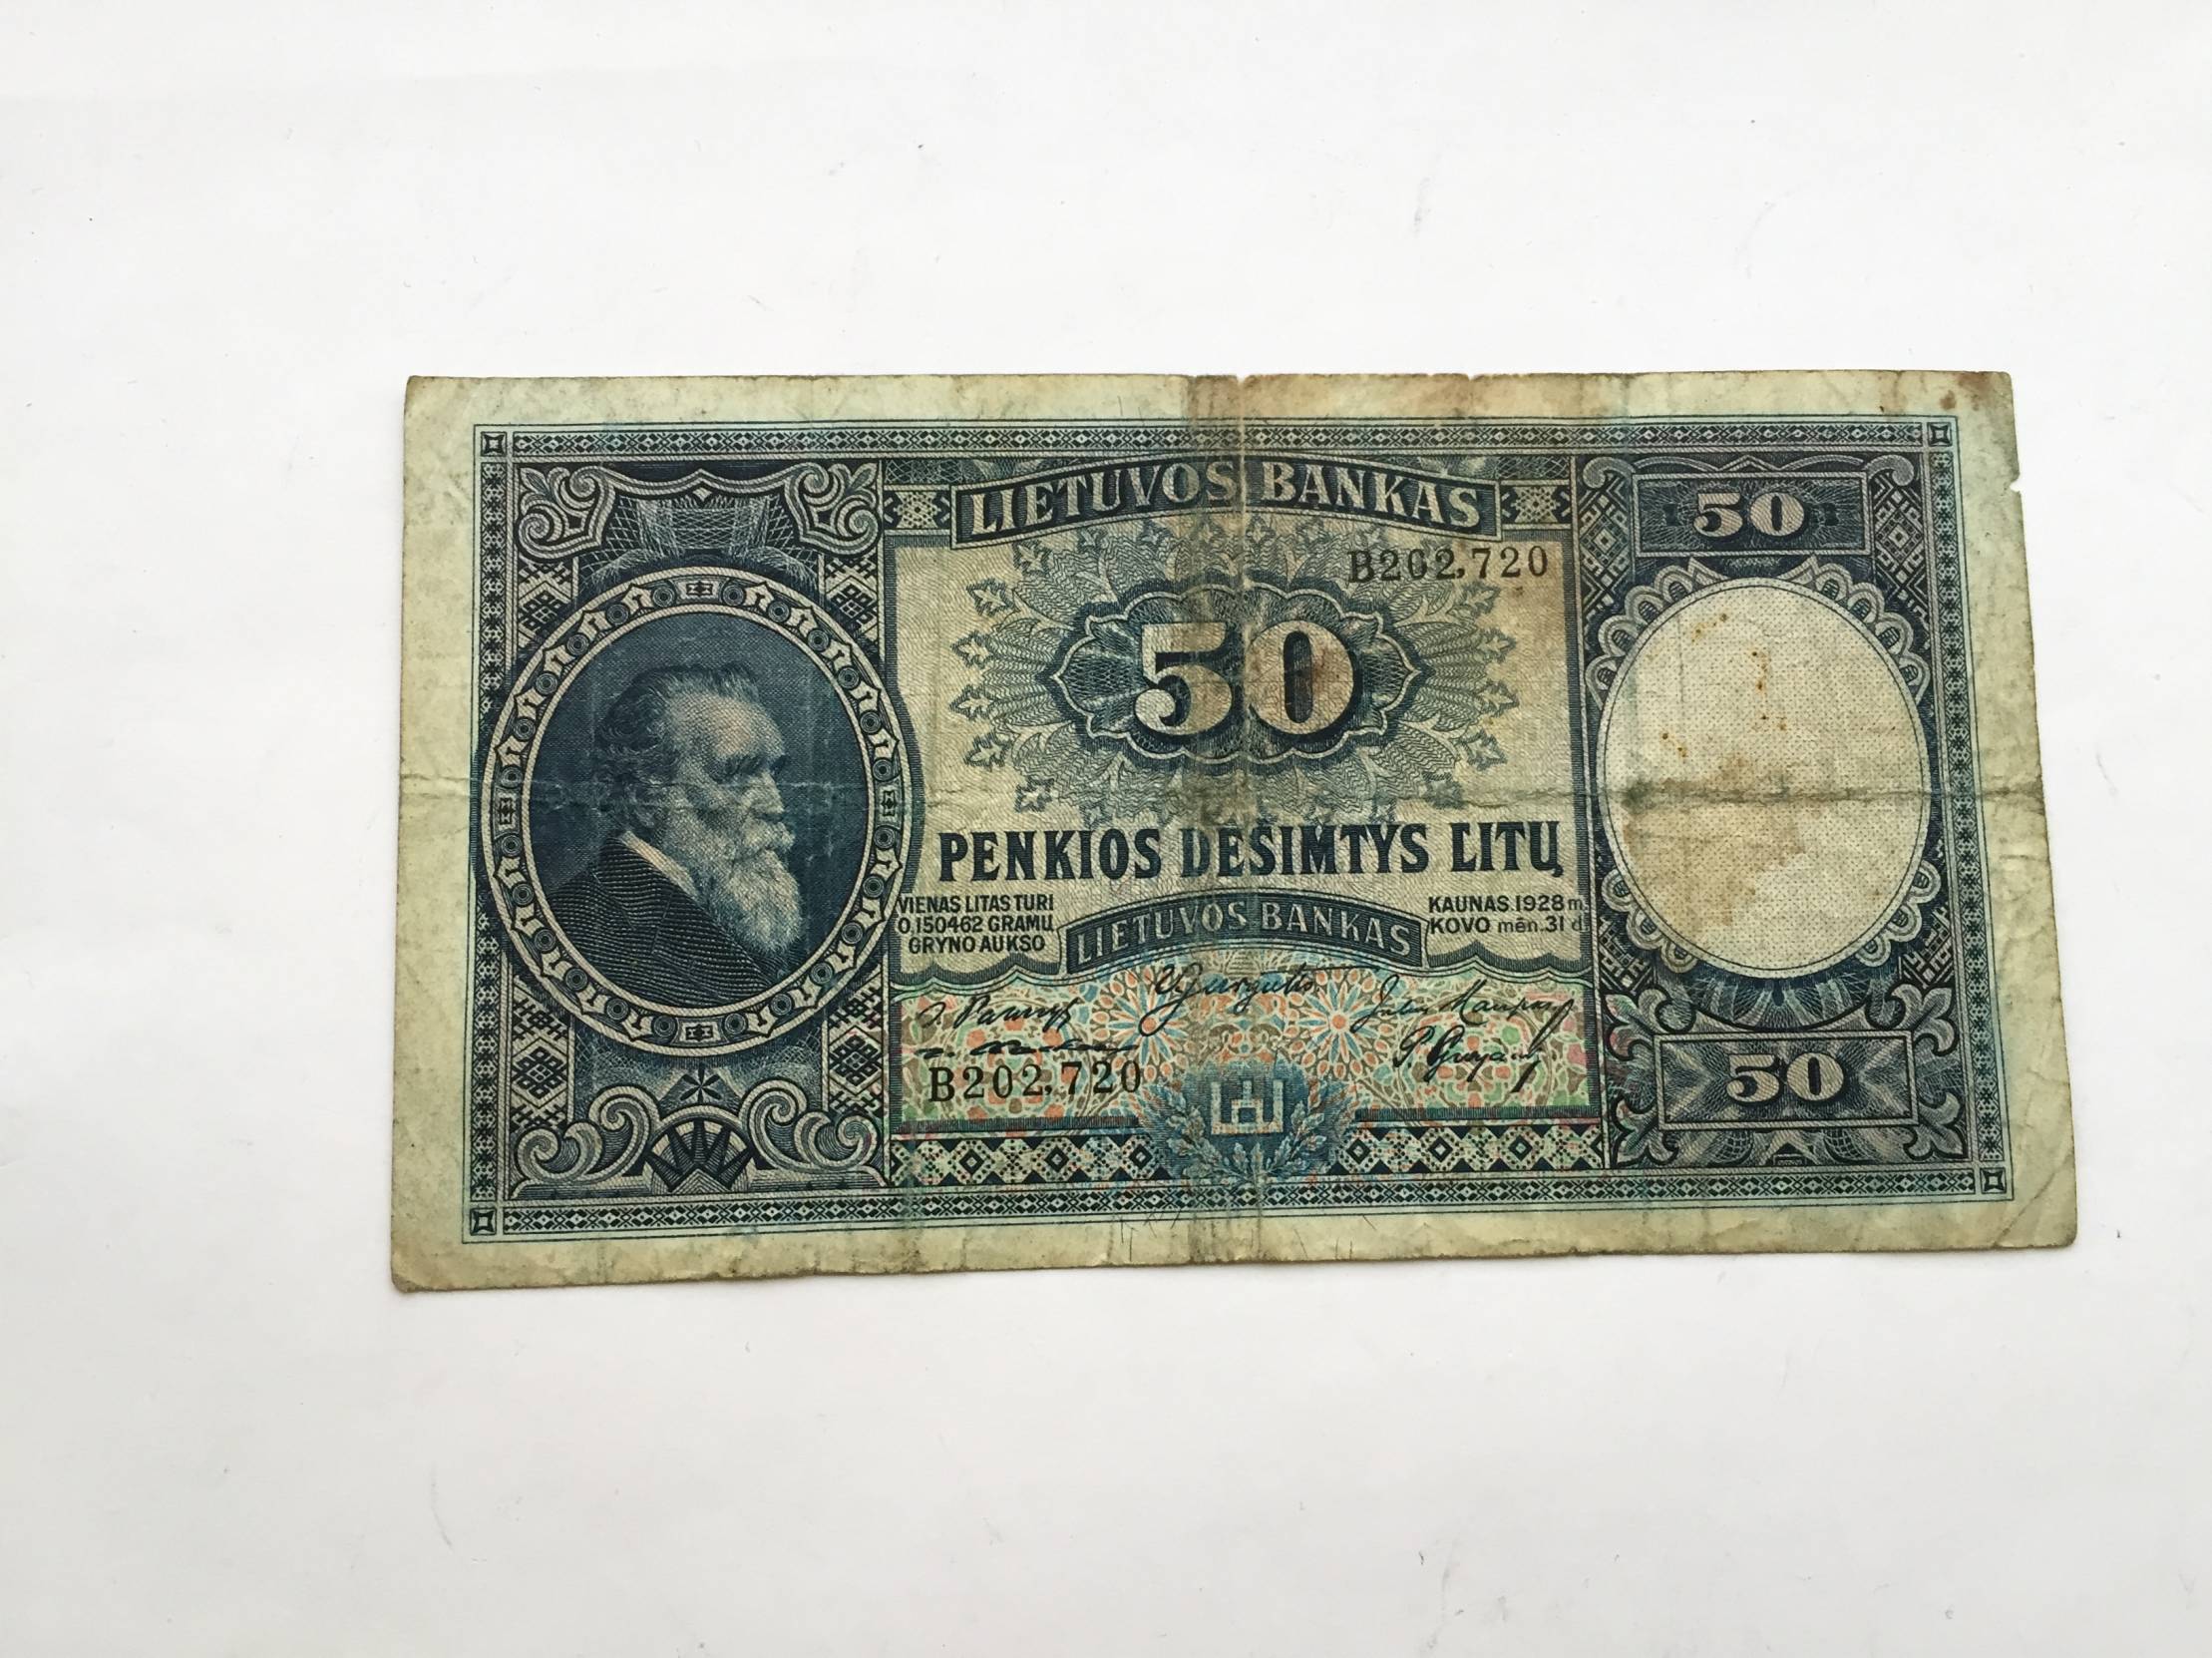 LIETUVOS BANKAS
50
B202,720
50
PENKIOS DEŠIMTYS LITŲ
VIENAS LITAS TURI
0,150462 GRAMŲ
GRYNO AUKSO
LIETUVOS BANKAS
KAUNAS 1928 m.
KOVO mėn. 31 d.
B202,720
50